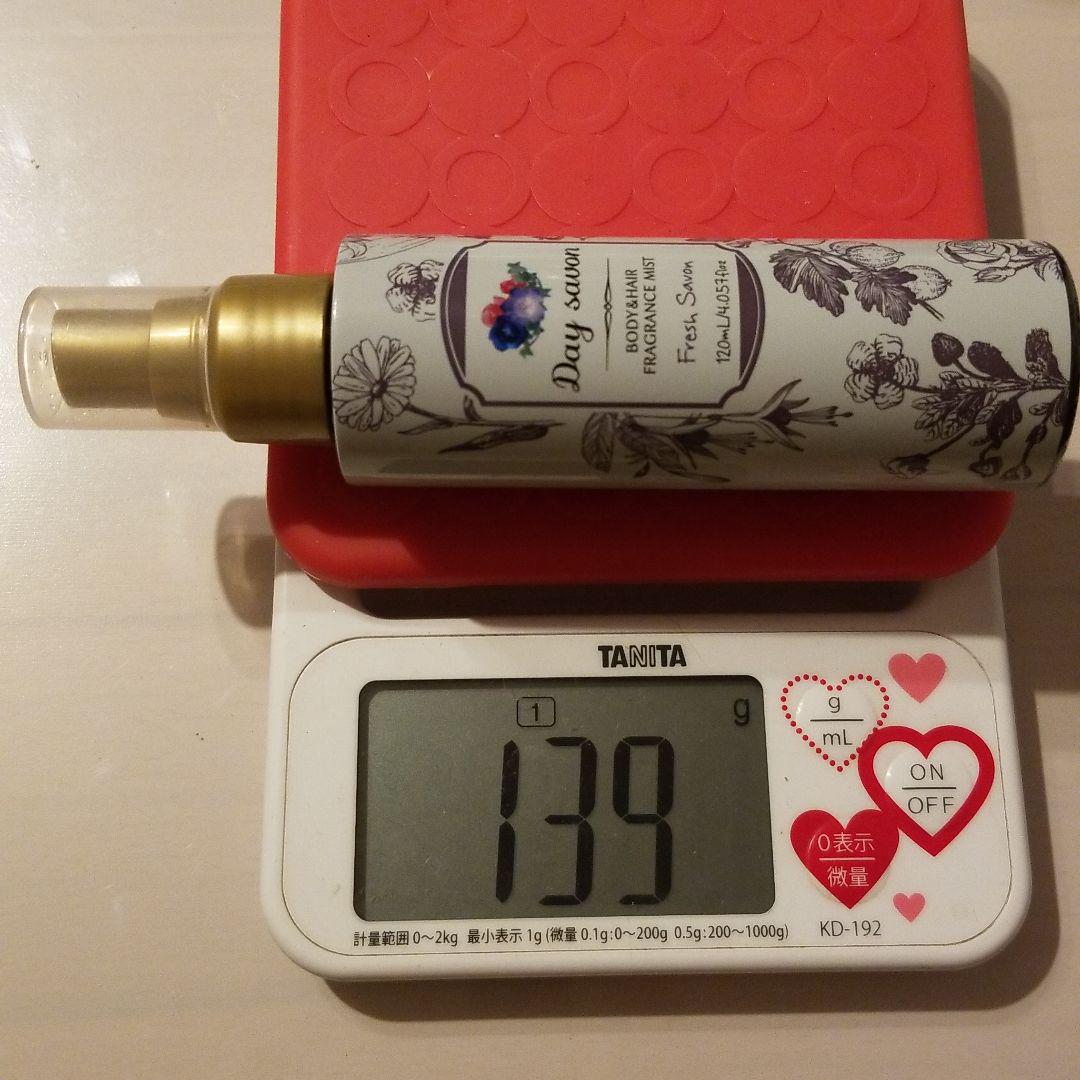 Day savon
BODY&HAIR
FRAGRANCE MIST
Fresh Savon
120mL/4.057fl oz
TANITA
1
g
139
g
mL
ON
OFF
0表示
微量
計量範囲 0〜2kg 最小表示 1g (微量 0.1g:0〜200g 0.5g:200〜1000g)
KD-192